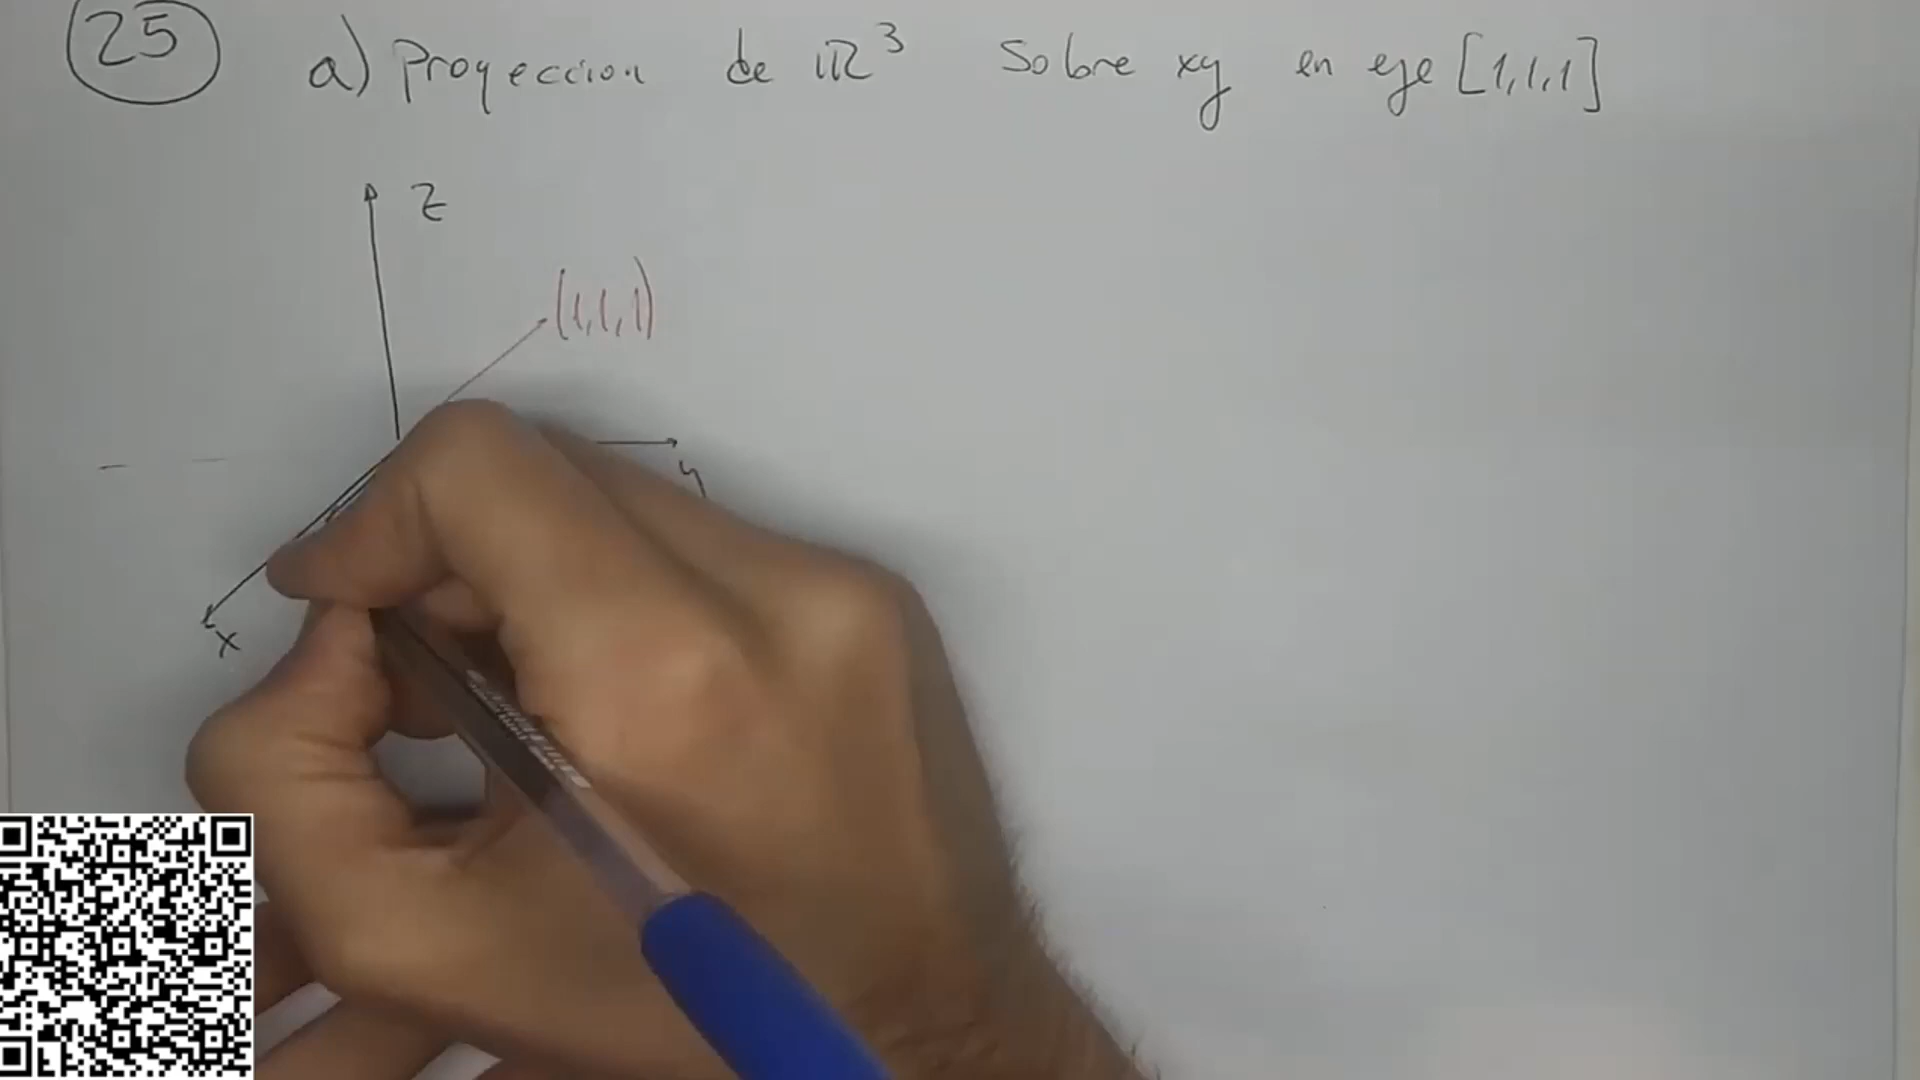 25 a) Proyeccion de ℝ³ sobre xy en eje [1,1,1]
z
(1,1,1)
y
x